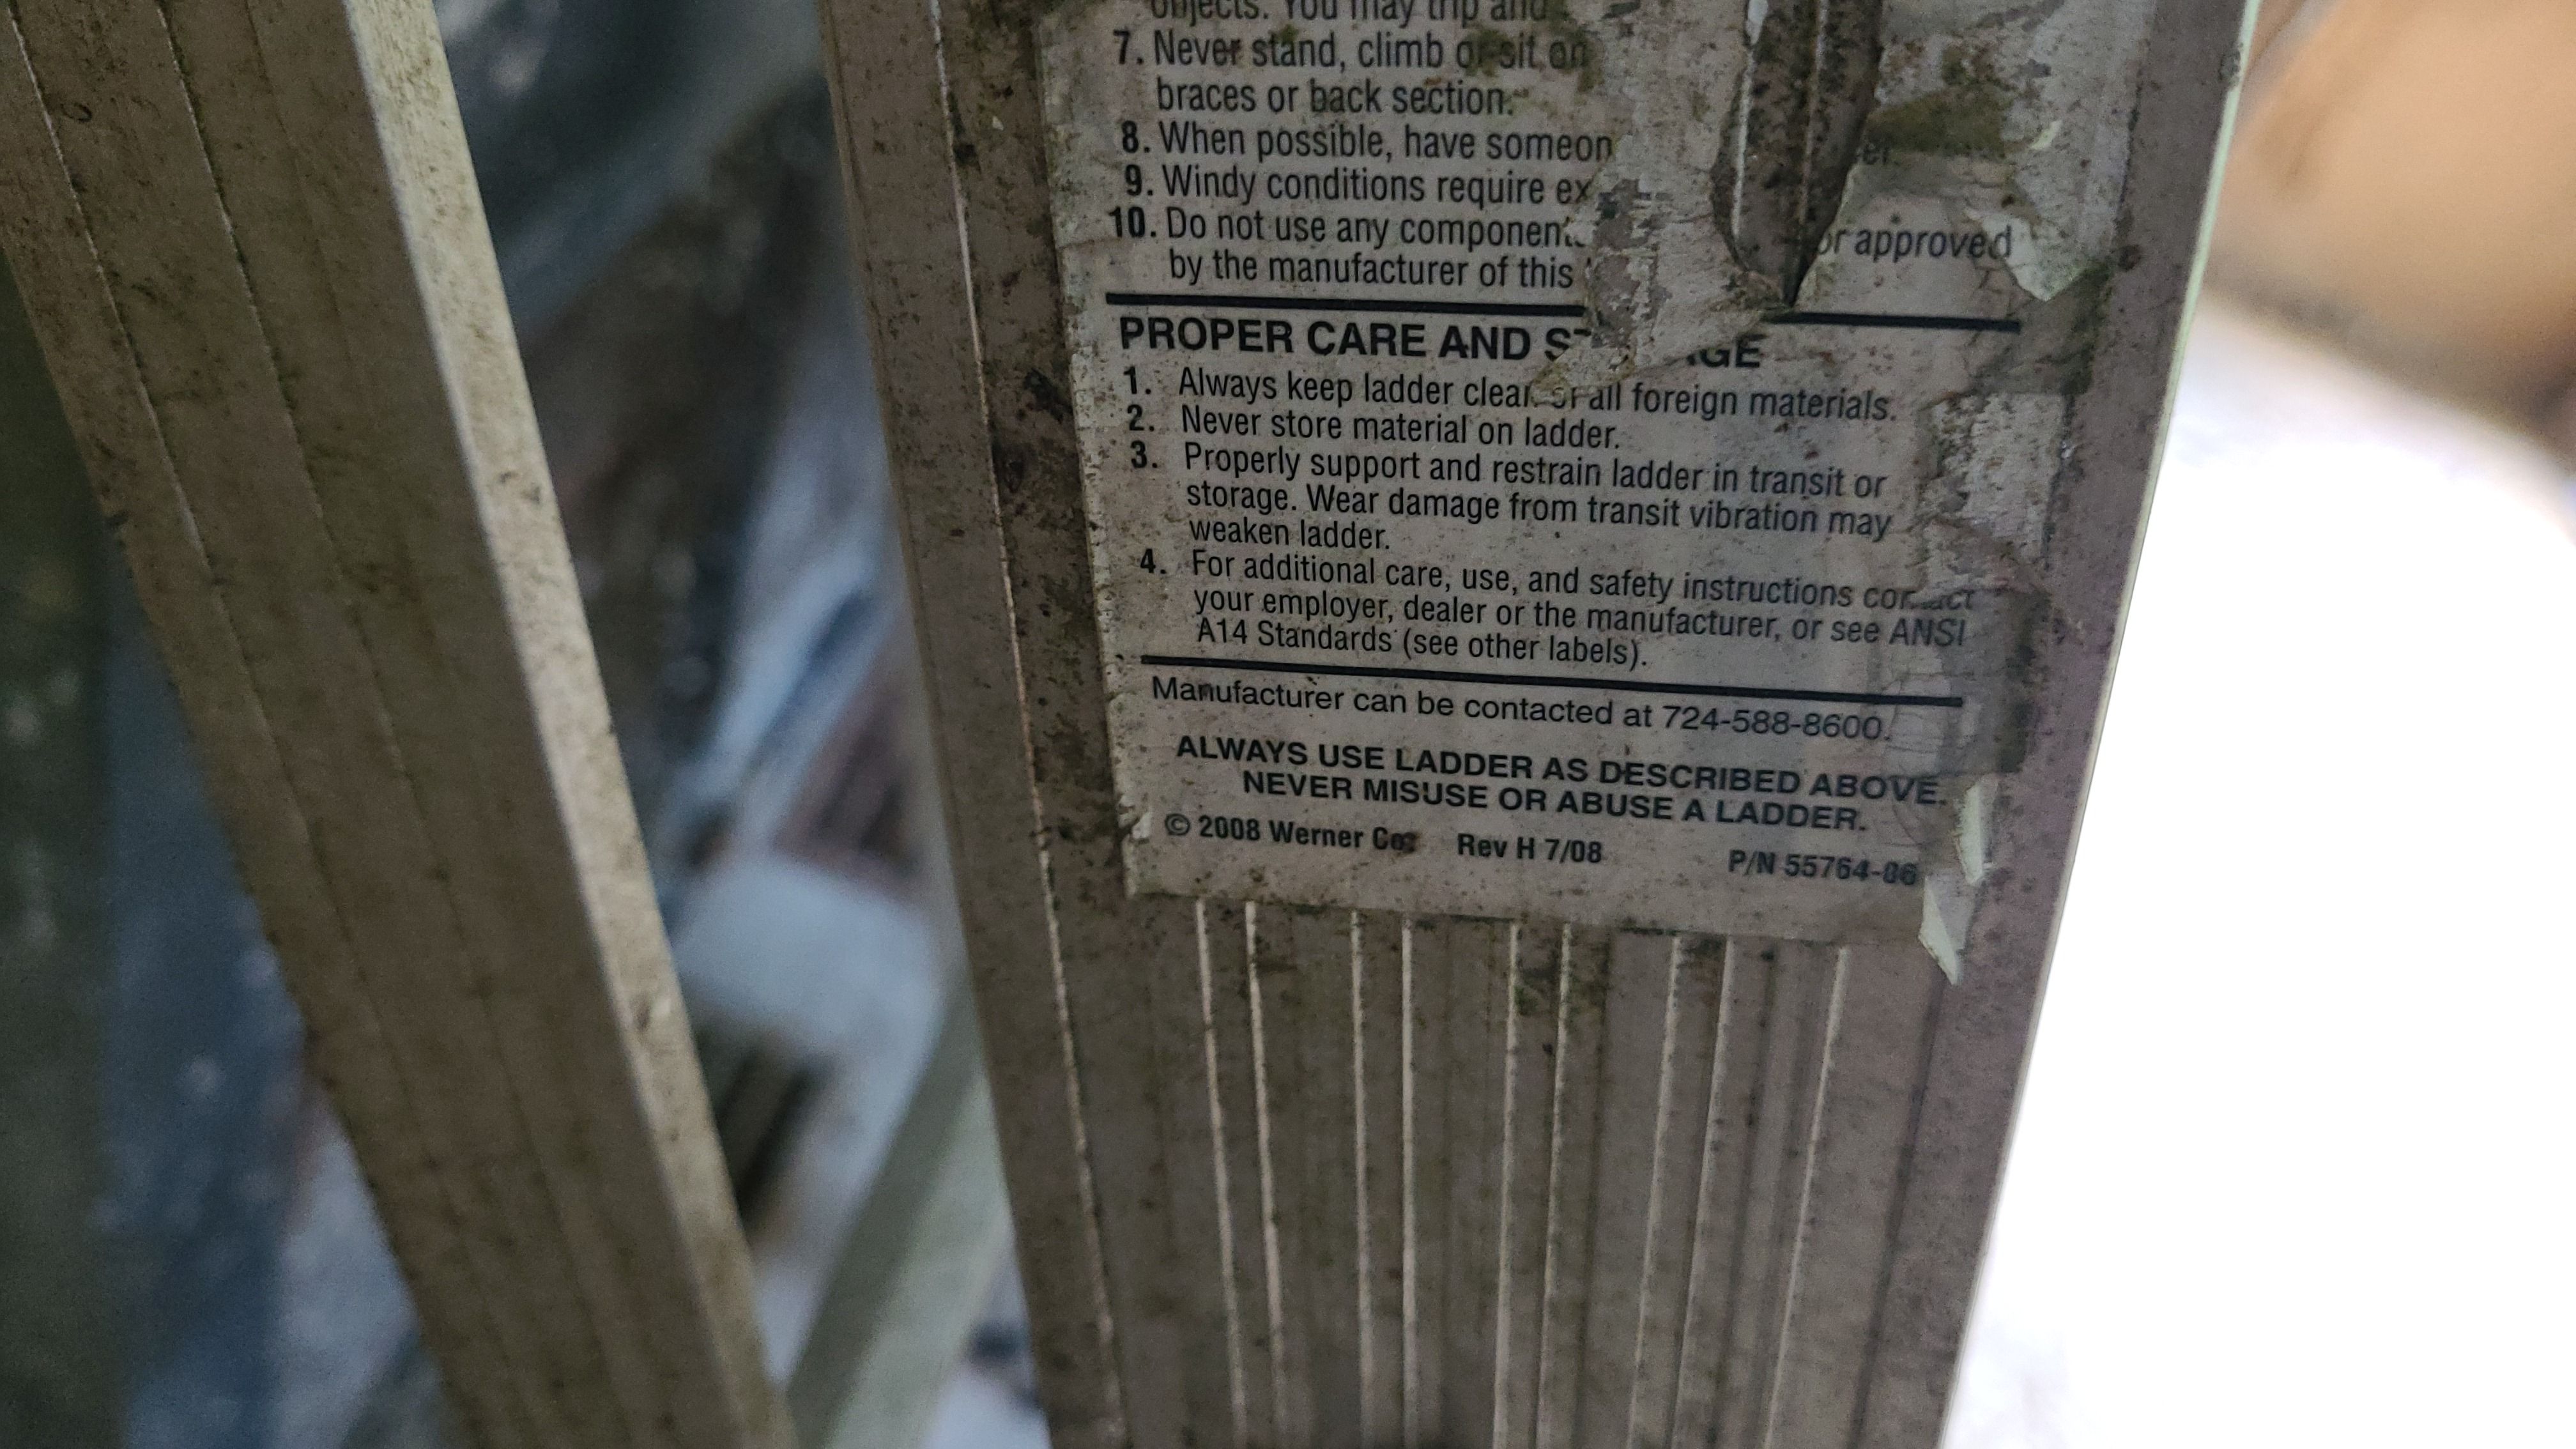 objects. You may trip and
7. Never stand, climb or sit on
braces or back section.
8. When possible, have
9. Windy conditions require
10. Do not use any
or approved
by the manufacturer of this
PROPER CARE AND
1. Always keep ladder all foreign materials.
2. Never store material on ladder.
3. Properly support and restrain ladder in transit or
storage. Wear damage from transit vibration may
weaken ladder.
4. For additional care, use, and safety instructions contact
your employer, dealer or the manufacturer, or see ANSI
A14 Standards (see other labels).
Manufacturer can be contacted at 724-588-8600.
ALWAYS USE LADDER AS DESCRIBED ABOVE.
NEVER MISUSE OR ABUSE A LADDER.
© 2008 Werner Co. Rev H 7/08 P/N 55764-06